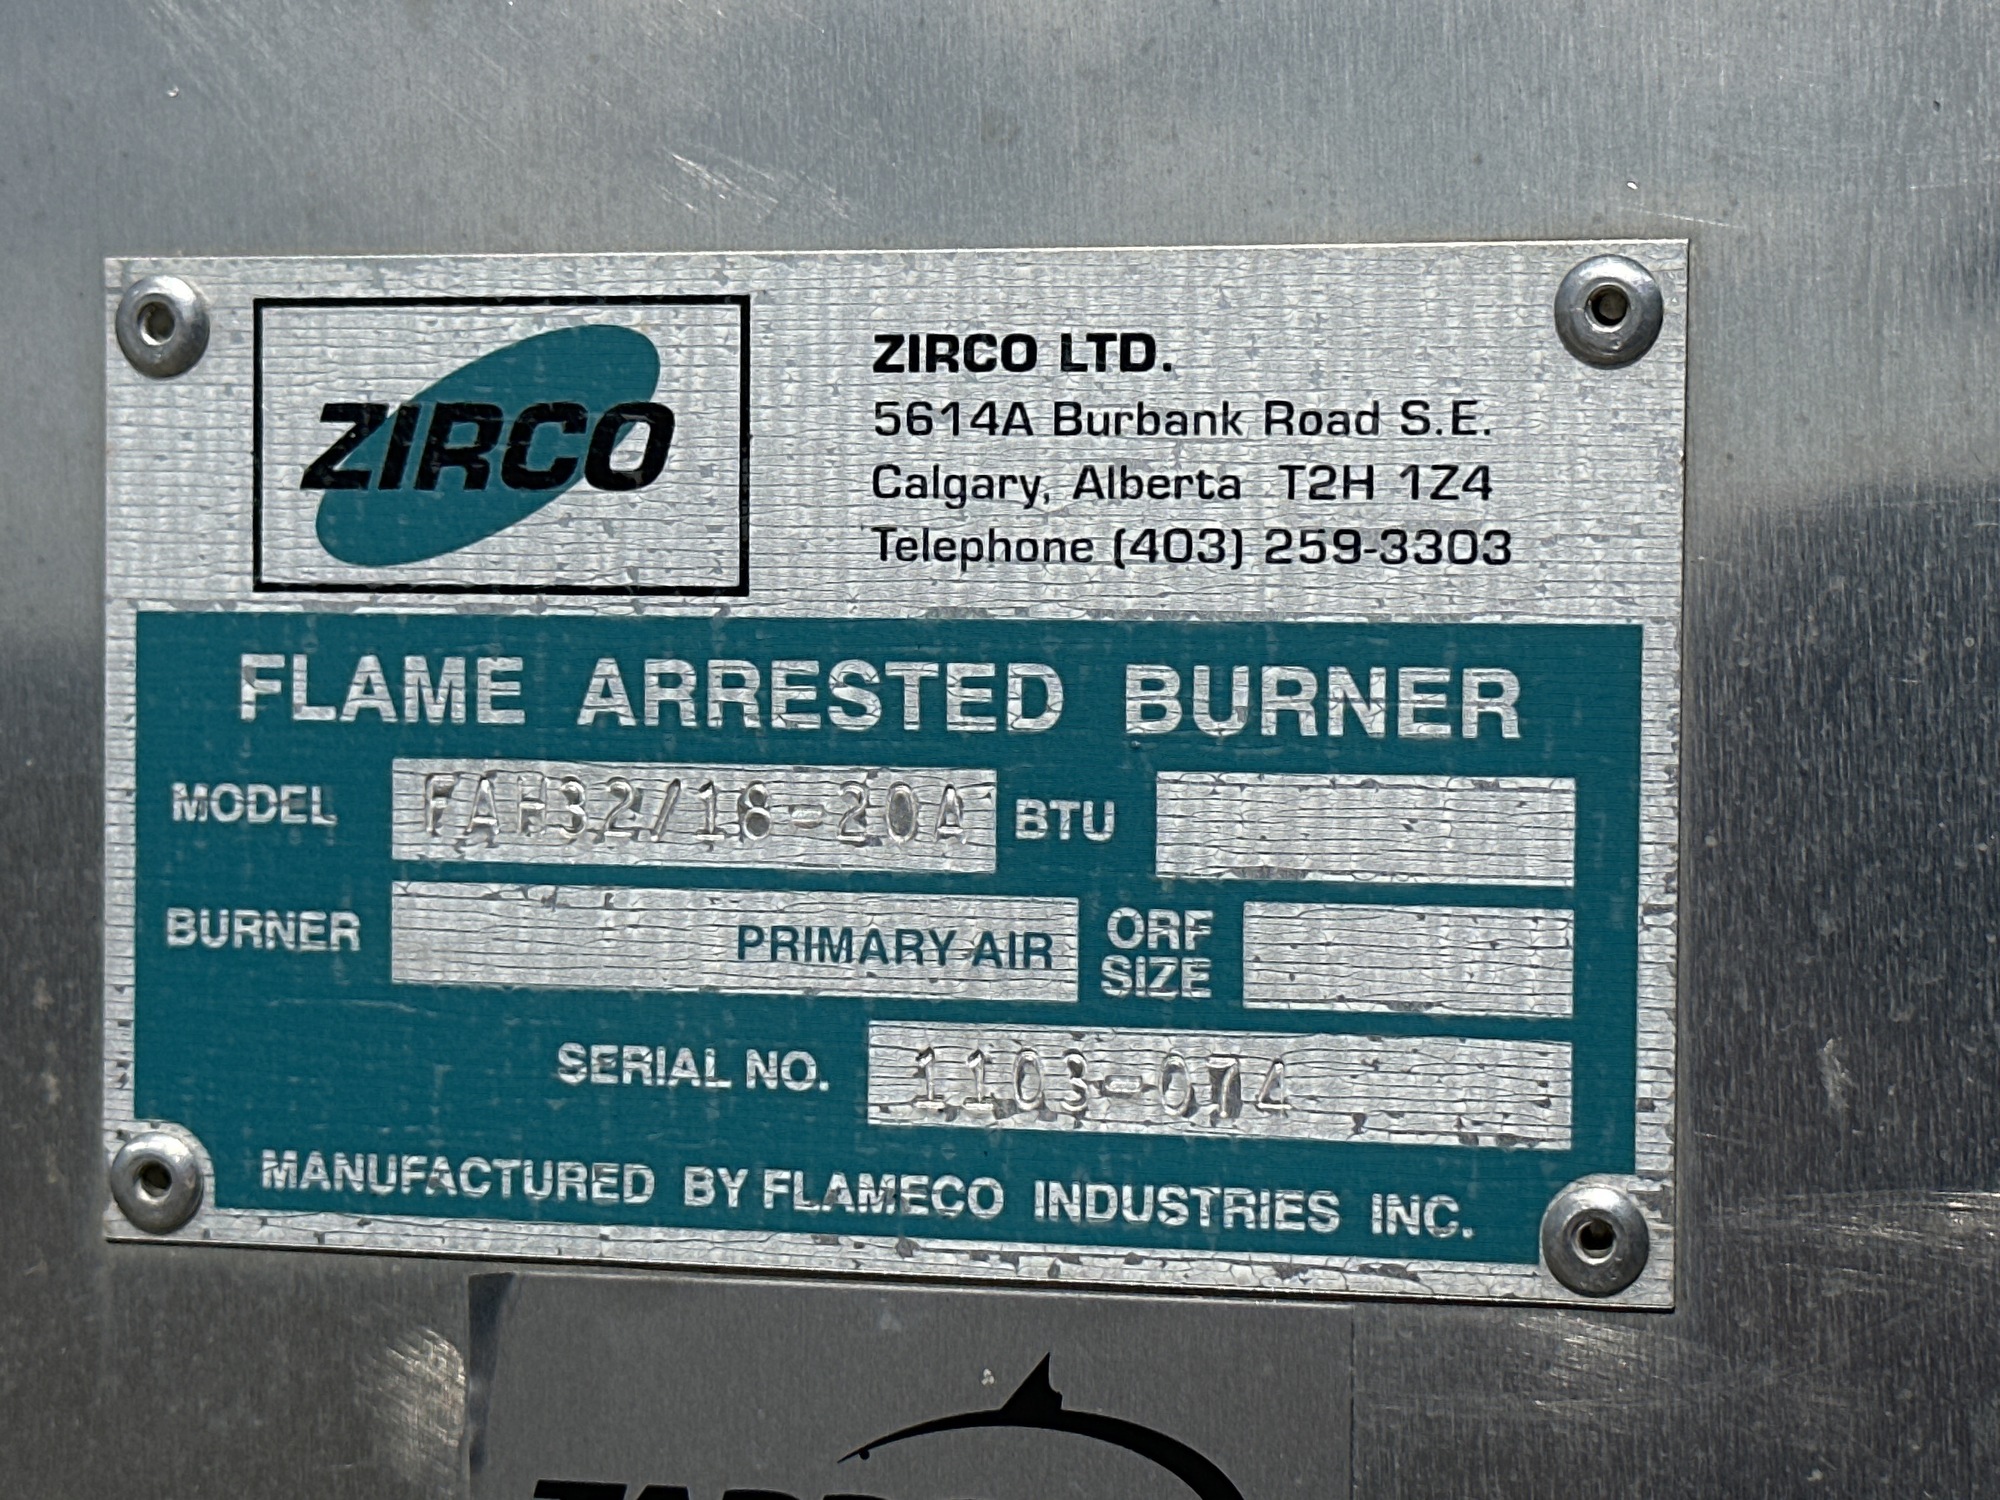 ZIRCO
ZIRCO LTD.
5614A Burbank Road S.E.
Calgary, Alberta T2H 1Z4
Telephone (403) 259-3303
FLAME ARRESTED BURNER
MODEL FAH32/18-20A BTU
BURNER PRIMARY AIR ORF SIZE
SERIAL NO. 1103-074
MANUFACTURED BY FLAMECO INDUSTRIES INC.